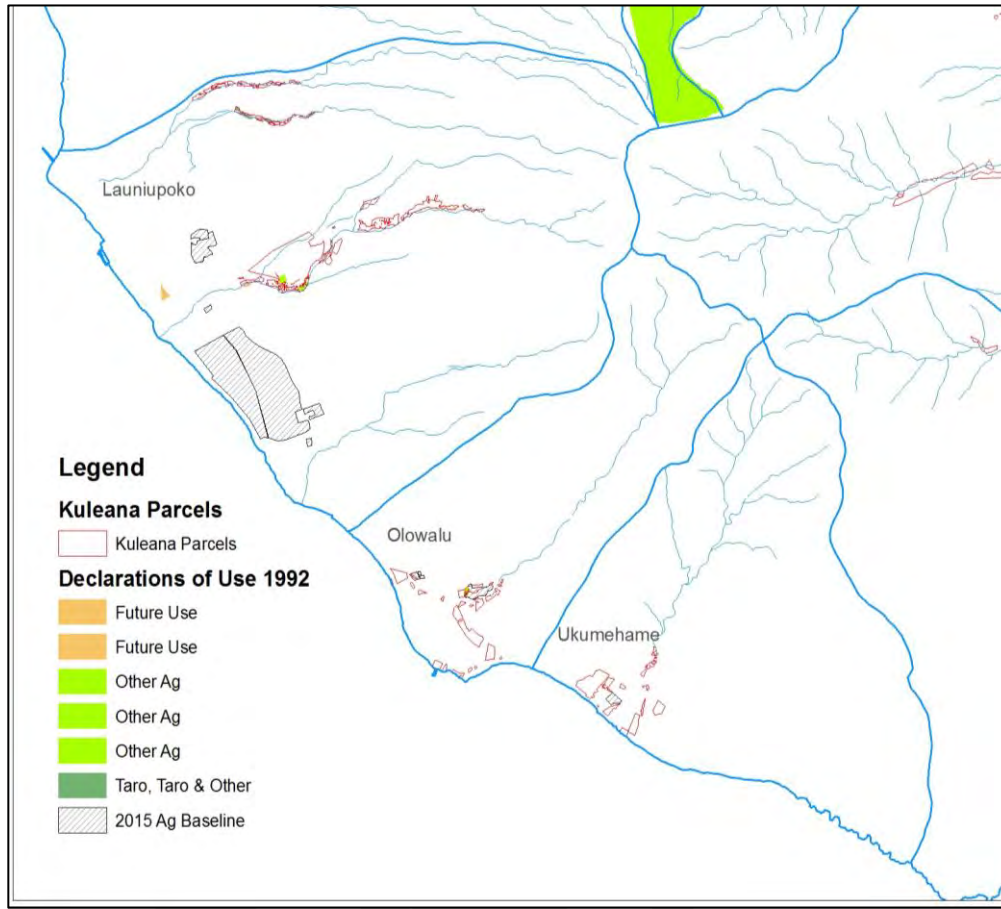 Launiupoko
Olowalu
Ukumehame
Legend
Kuleana Parcels
Kuleana Parcels
Declarations of Use 1992
Future Use
Future Use
Other Ag
Other Ag
Other Ag
Taro, Taro & Other
2015 Ag Baseline